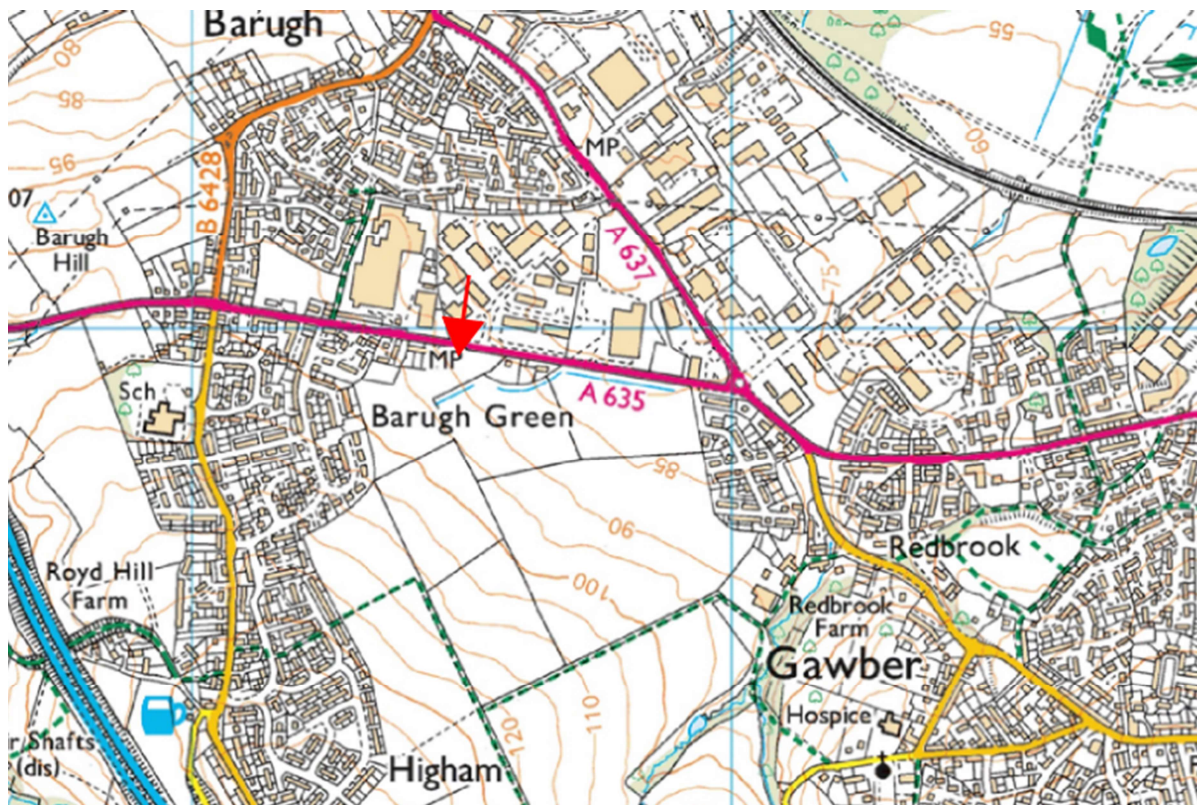 Barugh
80
85
95
B 6428
07
Barugh
Hill
MP
A 637
55
60
75
MP
A 635
Sch
Barugh Green
85
90
100
Redbrook
Royd Hill
Farm
Redbrook
Farm
Gawber
110
120
Hospice
r Shafts
(dis)
Higham